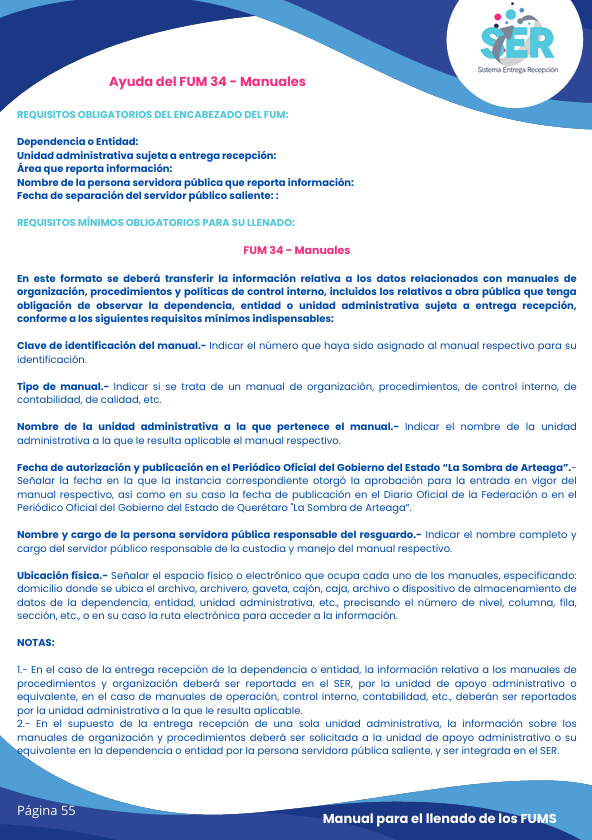 SER
Sistema Entrega Recepción
Ayuda del FUM 34 - Manuales
REQUISITOS OBLIGATORIOS DEL ENCABEZADO DEL FUM:
Dependencia o Entidad:
Unidad administrativa sujeta a entrega recepción:
Área que reporta información:
Nombre de la persona servidora pública que reporta información:
Fecha de separación del servidor público saliente: :
REQUISITOS MÍNIMOS OBLIGATORIOS PARA SU LLENADO:
FUM 34 - Manuales
En este formato se deberá transferir la información relativa a los datos relacionados con manuales de
organización, procedimientos y políticas de control interno, incluidos los relativos a obra pública que tenga
obligación de observar la dependencia, entidad o unidad administrativa sujeta a entrega recepción,
conforme a los siguientes requisitos mínimos indispensables:
Clave de identificación del manual.- Indicar el número que haya sido asignado al manual respectivo para su
identificación.
Tipo de manual.- Indicar si se trata de un manual de organización, procedimientos, de control interno, de
contabilidad, de calidad, etc.
Nombre de la unidad administrativa a la que pertenece el manual.- Indicar el nombre de la unidad
administrativa a la que le resulta aplicable el manual respectivo.
Fecha de autorización y publicación en el Periódico Oficial del Gobierno del Estado “La Sombra de Arteaga”.-
Señalar la fecha en la que la instancia correspondiente otorgó la aprobación para la entrada en vigor del
manual respectivo, así como en su caso la fecha de publicación en el Diario Oficial de la Federación o en el
Periódico Oficial del Gobierno del Estado de Querétaro "La Sombra de Arteaga”.
Nombre y cargo de la persona servidora pública responsable del resguardo.- Indicar el nombre completo y
cargo del servidor público responsable de la custodia y manejo del manual respectivo.
Ubicación física.- Señalar el espacio físico o electrónico que ocupa cada uno de los manuales, especificando:
domicilio donde se ubica el archivo, archivero, gaveta, cajón, caja, archivo o dispositivo de almacenamiento de
datos de la dependencia, entidad, unidad administrativa, etc., precisando el número de nivel, columna, fila,
sección, etc., o en su caso la ruta electrónica para acceder a la información.
NOTAS:
1.- En el caso de la entrega recepción de la dependencia o entidad, la información relativa a los manuales de
procedimientos y organización deberá ser reportada en el SER, por la unidad de apoyo administrativo o
equivalente, en el caso de manuales de operación, control interno, contabilidad, etc., deberán ser reportados
por la unidad administrativa a la que le resulte aplicable.
2.- En el supuesto de la entrega recepción de una sola unidad administrativa, la información sobre los
manuales de organización y procedimientos deberá ser solicitada a la unidad de apoyo administrativo o su
equivalente en la dependencia o entidad por la persona servidora pública saliente, y ser integrada en el SER.
Página 55
Manual para el llenado de los FUMS